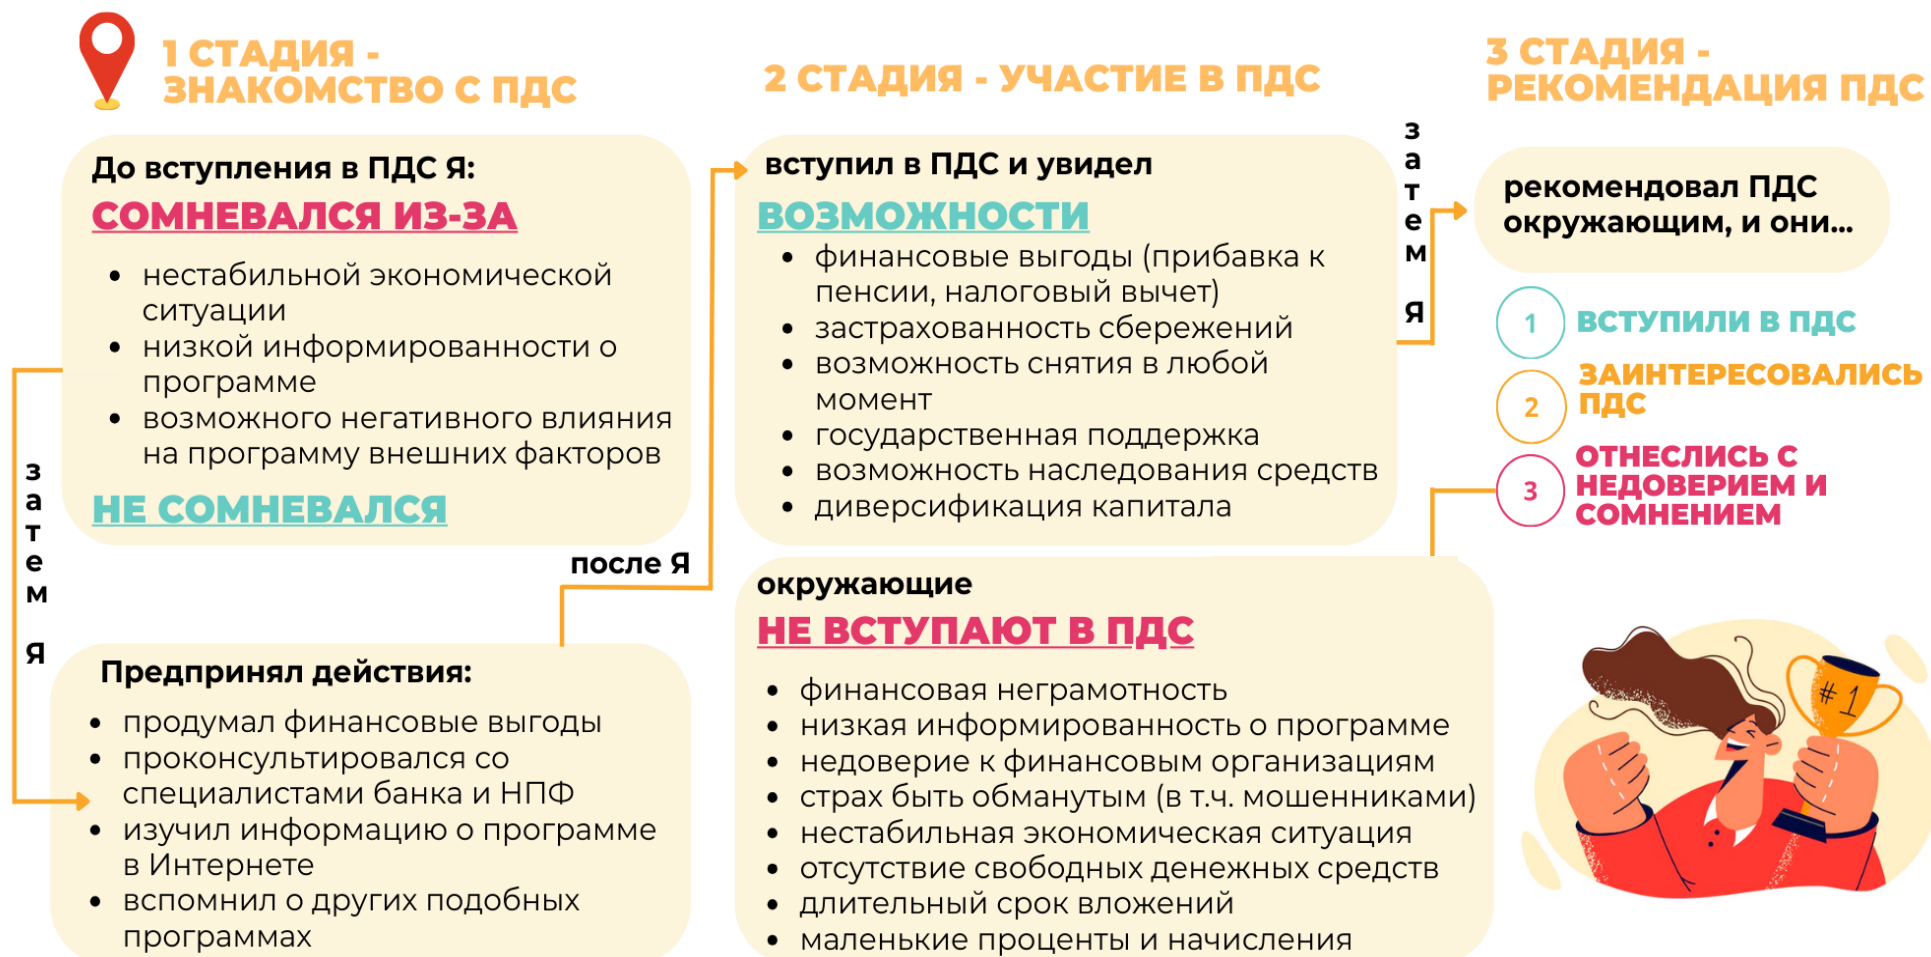 1 СТАДИЯ -
ЗНАКОМСТВО С ПДС
До вступления в ПДС Я:
СОМНЕВАЛСЯ ИЗ-ЗА
• нестабильной экономической
ситуации
• низкой информированности о
программе
• возможного негативного влияния
на программу внешних факторов
НЕ СОМНЕВАЛСЯ
затем Я
Предпринял действия:
• продумал финансовые выгоды
• проконсультировался со
специалистами банка и НПФ
• изучил информацию о программе
в Интернете
• вспомнил о других подобных
программах
после Я
2 СТАДИЯ - УЧАСТИЕ В ПДС
вступил в ПДС и увидел
ВОЗМОЖНОСТИ
• финансовые выгоды (прибавка к
пенсии, налоговый вычет)
• застрахованность сбережений
• возможность снятия в любой
момент
• государственная поддержка
• возможность наследования средств
• диверсификация капитала
затем Я
3 СТАДИЯ -
РЕКОМЕНДАЦИЯ ПДС
рекомендовал ПДС
окружающим, и они...
1 ВСТУПИЛИ В ПДС
2 ЗАИНТЕРЕСОВАЛИСЬ
ПДС
3 ОТНЕСЛИСЬ С
НЕДОВЕРИЕМ И
СОМНЕНИЕМ
окружающие
НЕ ВСТУПАЮТ В ПДС
• финансовая неграмотность
• низкая информированность о программе
• недоверие к финансовым организациям
• страх быть обманутым (в т.ч. мошенниками)
• нестабильная экономическая ситуация
• отсутствие свободных денежных средств
• длительный срок вложений
• маленькие проценты и начисления
# 1